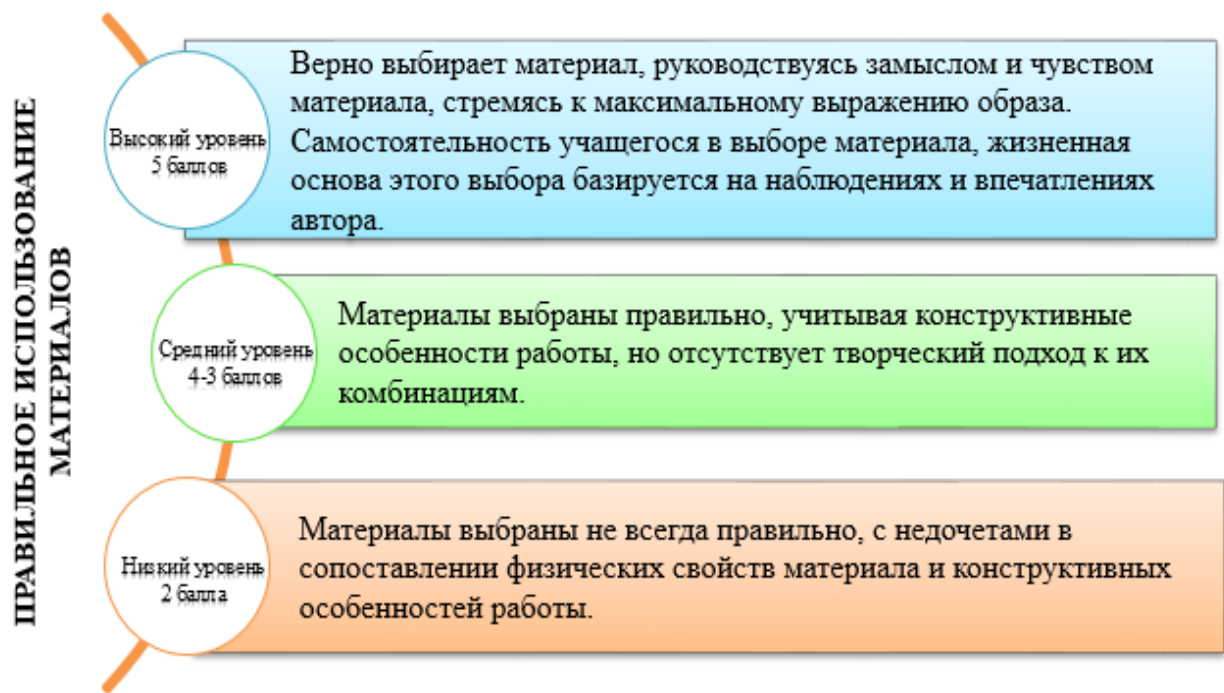 ПРАВИЛЬНОЕ ИСПОЛЬЗОВАНИЕ
МАТЕРИАЛОВ
Высокий уровень
5 баллов
Верно выбирает материал, руководствуясь замыслом и чувством
материала, стремясь к максимальному выражению образа.
Самостоятельность учащегося в выборе материала, жизненная
основа этого выбора базируется на наблюдениях и впечатлениях
автора.
Средний уровень
4-3 баллов
Материалы выбраны правильно, учитывая конструктивные
особенности работы, но отсутствует творческий подход к их
комбинациям.
Низкий уровень
2 балла
Материалы выбраны не всегда правильно, с недочетами в
сопоставлении физических свойств материала и конструктивных
особенностей работы.